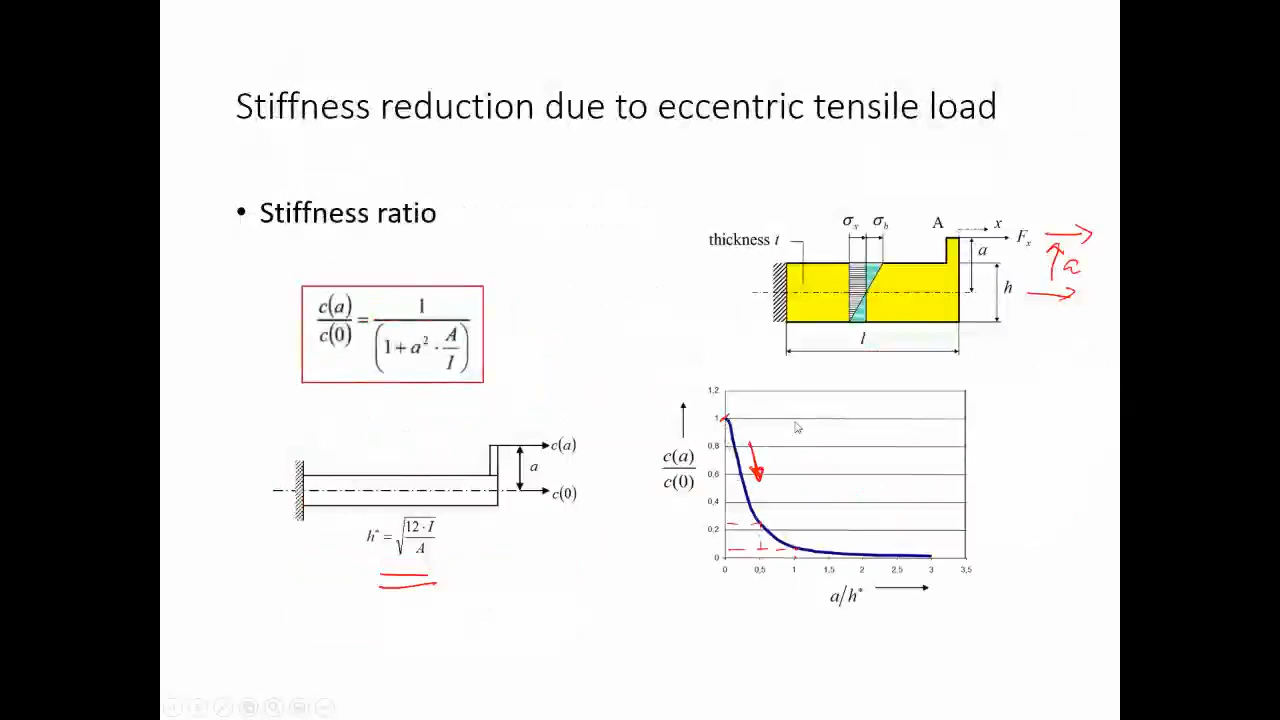 Stiffness reduction due to eccentric tensile load
• Stiffness ratio
c(a)/c(0) = 1/(1 + a² · A/I)
c(a)
a
c(0)
h* = √(12 · I/A)
thickness t
σx σb A x
Fx
a
h
l
a
1,2
1
0,8
0,6
0,4
0,2
0
c(a)/c(0)
0 0,5 1 1,5 2 2,5 3 3,5
a/h*